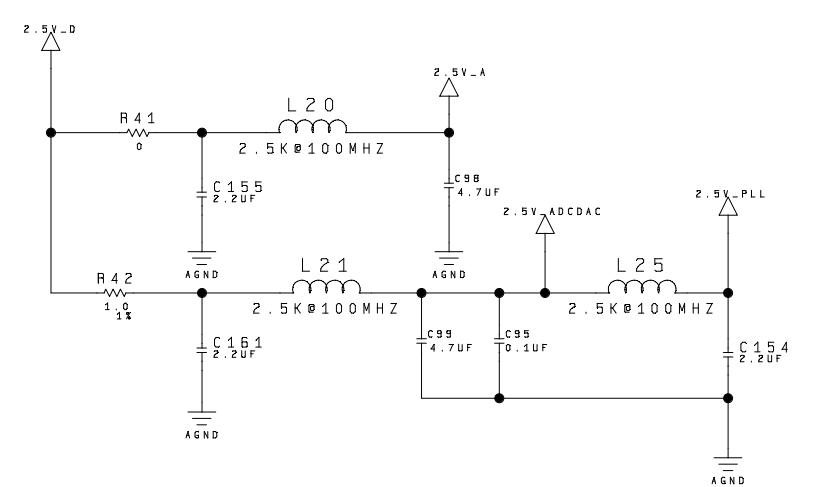 2.5V_D
2.5V_A
R41
0
L20
2.5K@100MHZ
C155
2.2UF
C98
4.7UF
AGND
AGND
2.5V_ADCDAC
2.5V_PLL
R42
1.0
1%
L21
2.5K@100MHZ
L25
2.5K@100MHZ
C161
2.2UF
C99
4.7UF
C95
0.1UF
C154
2.2UF
AGND
AGND